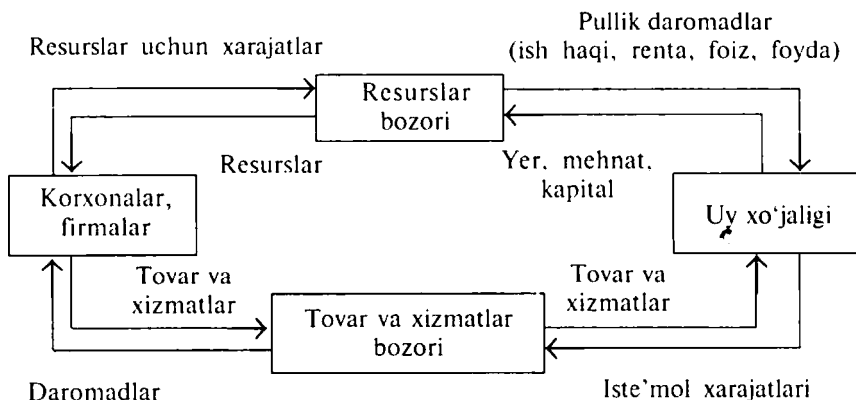 Pullik daromadlar
Resurslar uchun xarajatlar
(ish haqi, renta, foiz, foyda)
Resurslar
bozori
Resurslar
Yer, mehnat,
kapital
Korxonalar,
firmalar
Uy xo‘jaligi
Tovar va
xizmatlar
Tovar va
xizmatlar
Tovar va xizmatlar
bozori
Daromadlar
Iste’mol xarajatlari